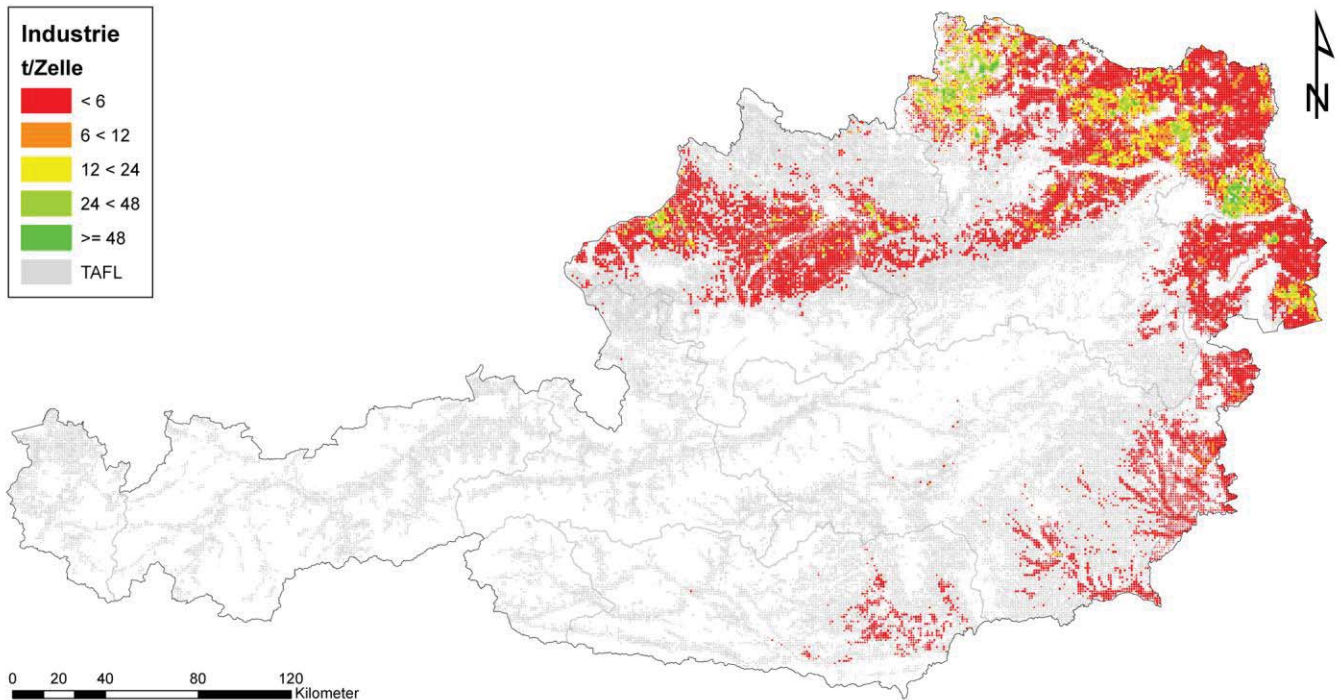 Industrie
t/Zelle
< 6
6 < 12
12 < 24
24 < 48
>= 48
TAFL
N
0 20 40 80 120
Kilometer